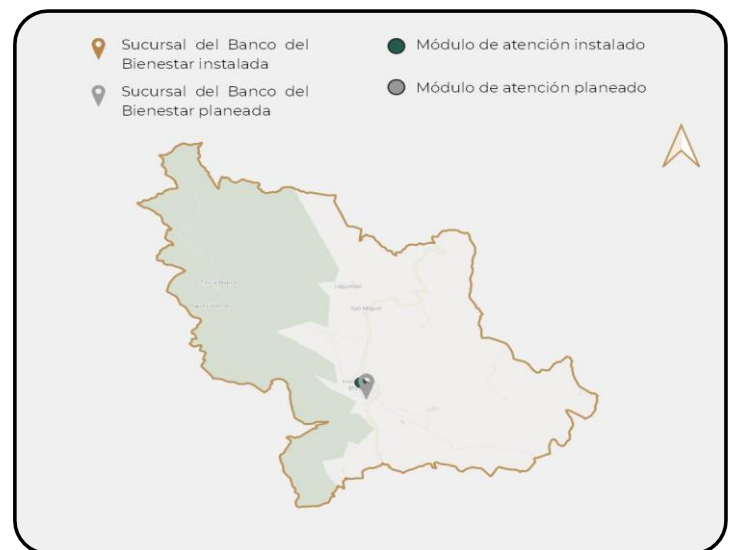 Sucursal del Banco del
Bienestar instalada
Sucursal del Banco del
Bienestar planeada
Módulo de atención instalado
Módulo de atención planeado
San Miguel